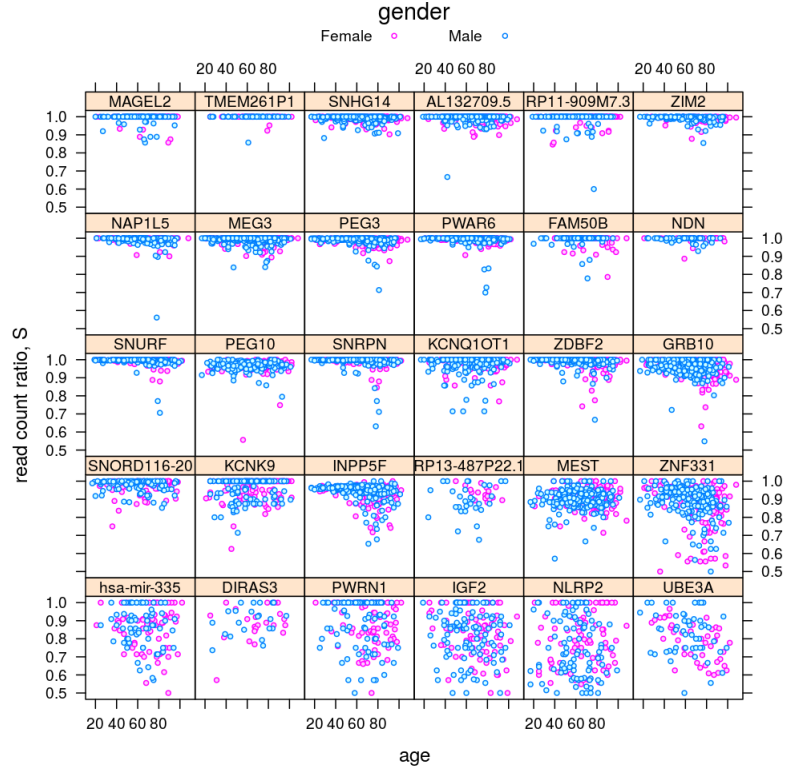 gender
Female Male
20 40 60 80 20 40 60 80 20 40 60 80
MAGEL2 TMEM261P1 SNHG14 AL132709.5 RP11-909M7.3 ZIM2
1.0
0.9
0.8
0.7
0.6
0.5
NAP1L5 MEG3 PEG3 PWAR6 FAM50B NDN
1.0
0.9
0.8
0.7
0.6
0.5
SNURF PEG10 SNRPN KCNQ1OT1 ZDBF2 GRB10
1.0
0.9
0.8
0.7
0.6
0.5
SNORD116-20 KCNK9 INPP5F RP13-487P22.1 MEST ZNF331
1.0
0.9
0.8
0.7
0.6
0.5
hsa-mir-335 DIRAS3 PWRN1 IGF2 NLRP2 UBE3A
1.0
0.9
0.8
0.7
0.6
0.5
20 40 60 80 20 40 60 80 20 40 60 80
age
read count ratio, S